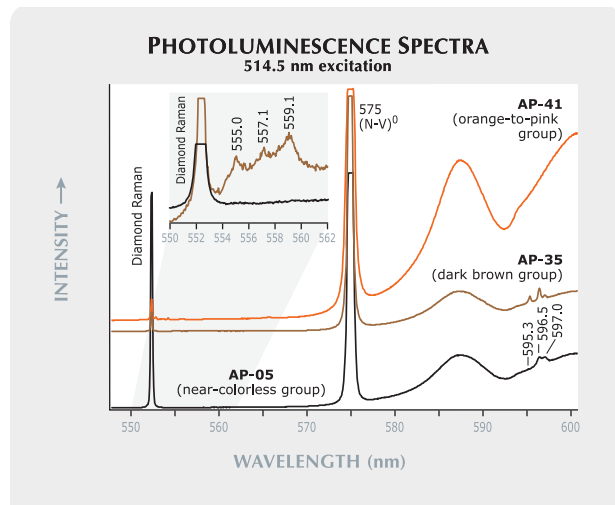 PHOTOLUMINESCENCE SPECTRA
514.5 nm excitation
Diamond Raman
555.0
557.1
559.1
550 552 554 556 558 560 562
575
(N-V)⁰
AP-41
(orange-to-pink
group)
INTENSITY →
Diamond Raman
AP-35
(dark brown group)
595.3
596.5
597.0
AP-05
(near-colorless group)
550 560 570 580 590 600
WAVELENGTH (nm)